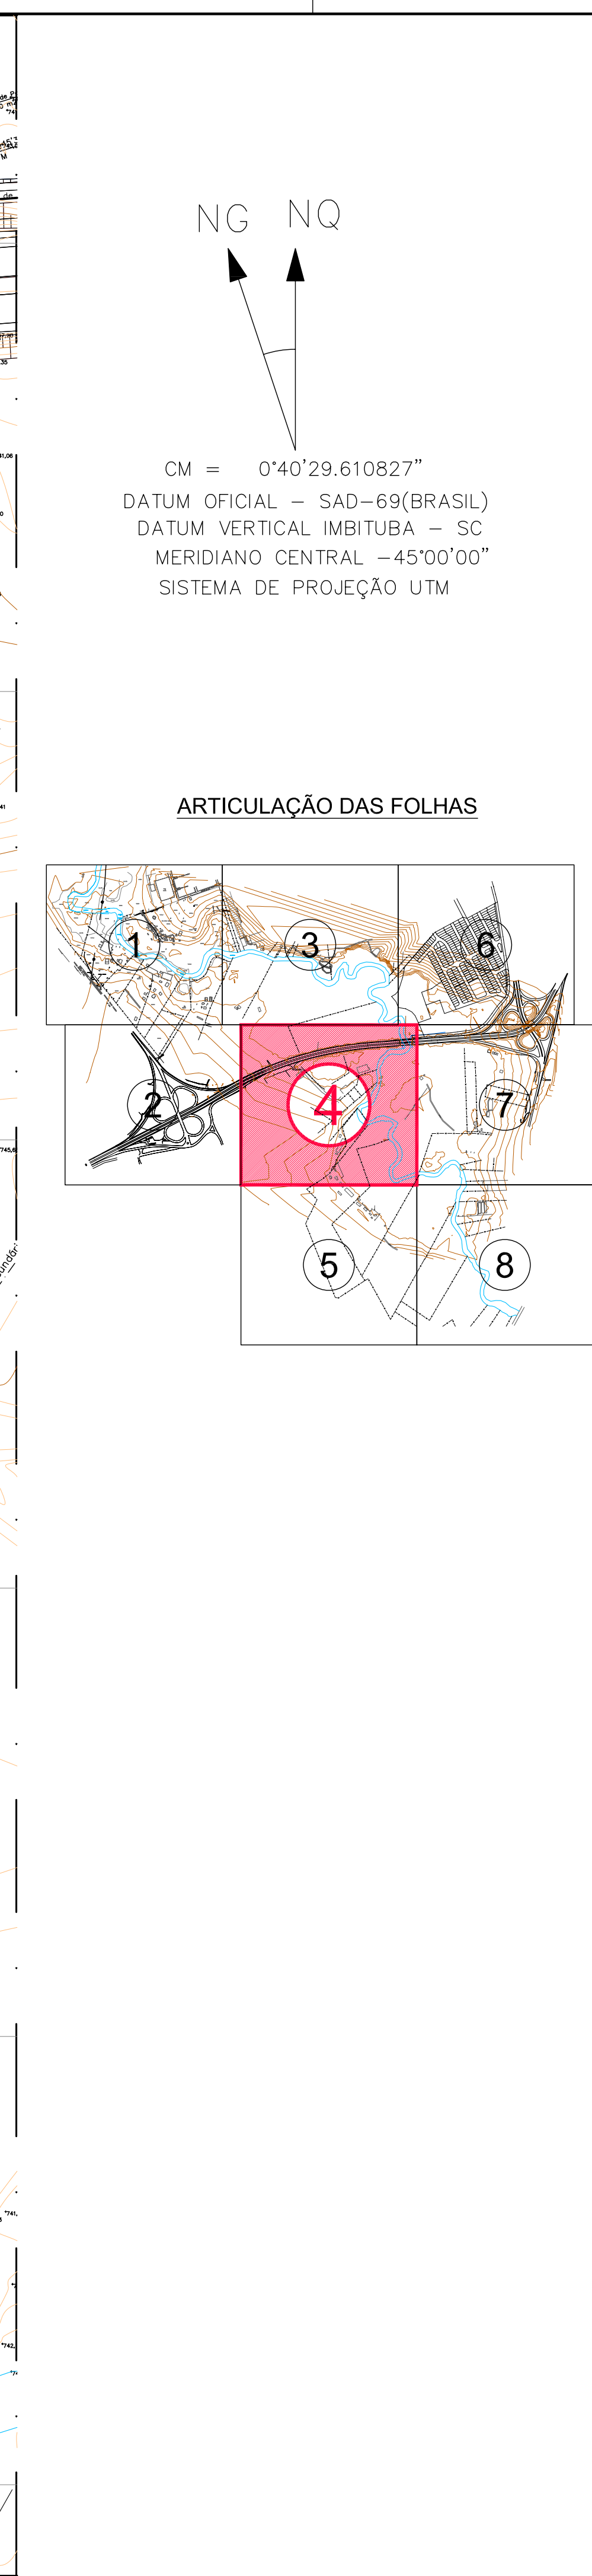 NG NQ
CM = 0°40'29.610827"
DATUM OFICIAL - SAD-69(BRASIL)
DATUM VERTICAL IMBITUBA - SC
MERIDIANO CENTRAL -45°00'00"
SISTEMA DE PROJEÇÃO UTM
ARTICULAÇÃO DAS FOLHAS
1 3 6
2 4 7
5 8